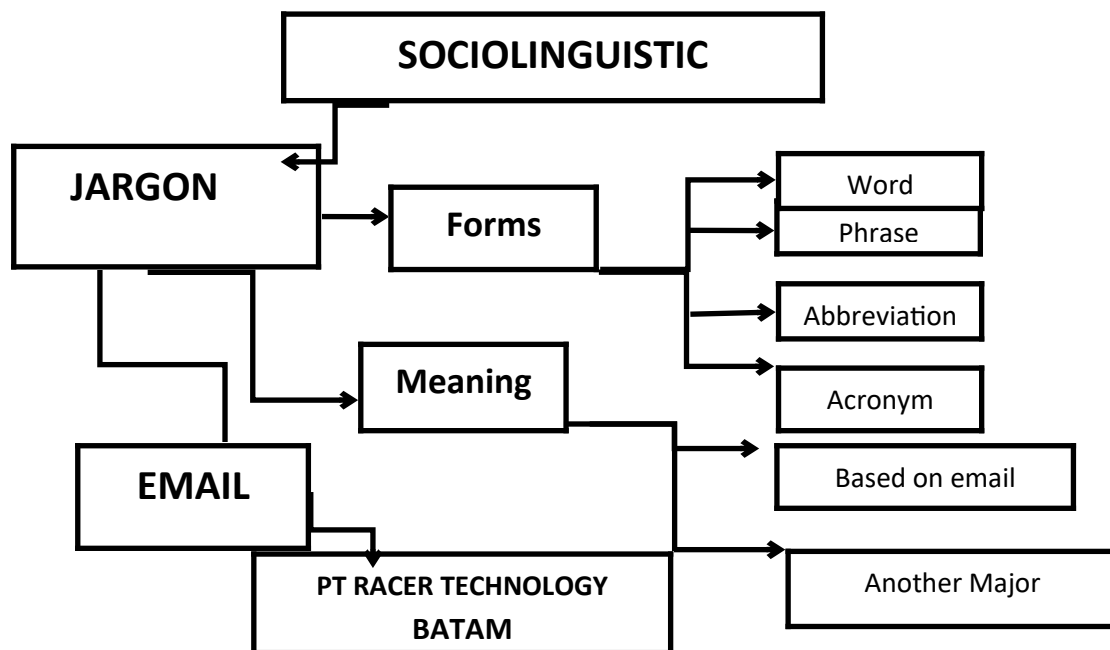 SOCIOLINGUISTIC
JARGON
Forms
Word
Phrase
Abbreviation
Meaning
Acronym
EMAIL
Based on email
PT RACER TECHNOLOGY
BATAM
Another Major